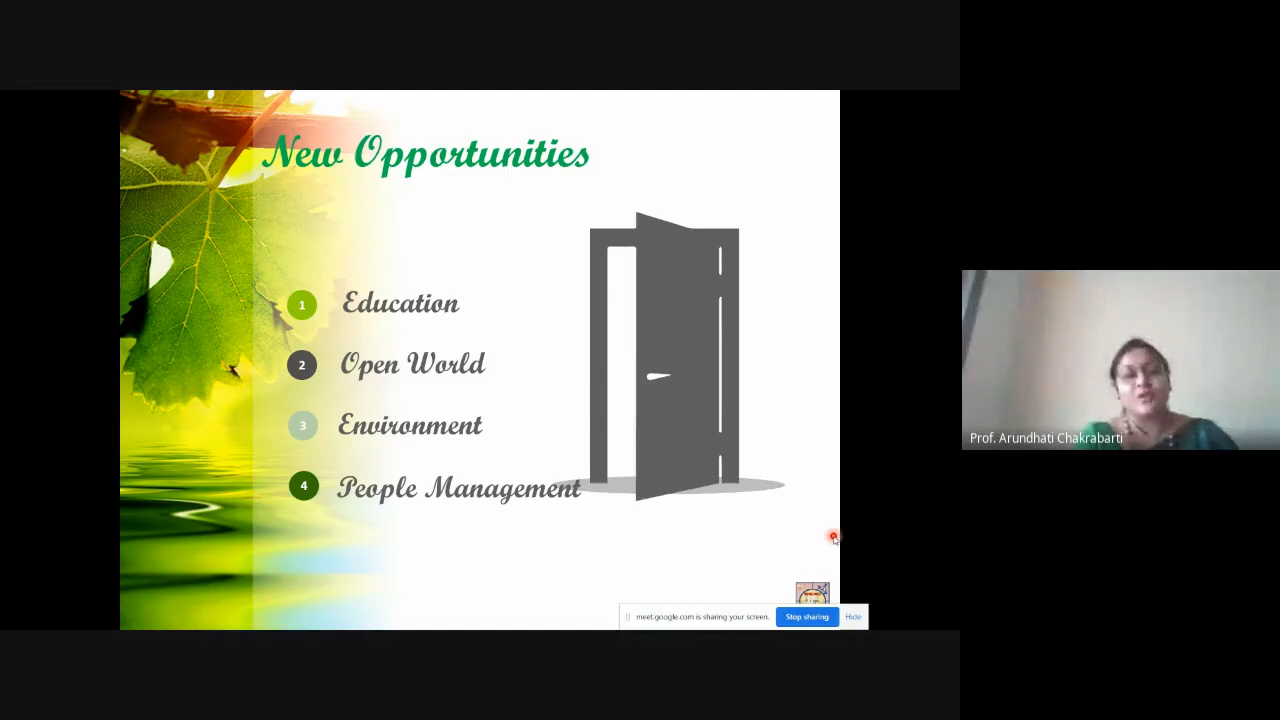 New Opportunities
1 Education
2 Open World
3 Environment
4 People Management
Prof. Arundhati Chakrabarti
meet.google.com is sharing your screen. Stop sharing Hide